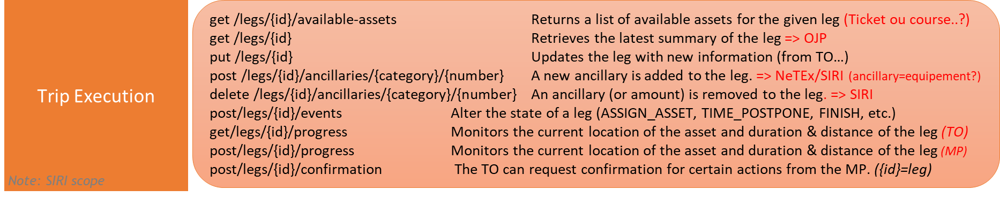 Trip Execution
Note: SIRI scope
get /legs/{id}/available-assets Returns a list of available assets for the given leg (Ticket ou course..?)
get /legs/{id} Retrieves the latest summary of the leg => OJP
put /legs/{id} Updates the leg with new information (from TO…)
post /legs/{id}/ancillaries/{category}/{number} A new ancillary is added to the leg. => NeTEx/SIRI (ancillary=equipement?)
delete /legs/{id}/ancillaries/{category}/{number} An ancillary (or amount) is removed to the leg. => SIRI
post/legs/{id}/events Alter the state of a leg (ASSIGN_ASSET, TIME_POSTPONE, FINISH, etc.)
get/legs/{id}/progress Monitors the current location of the asset and duration & distance of the leg (TO)
post/legs/{id}/progress Monitors the current location of the asset and duration & distance of the leg (MP)
post/legs/{id}/confirmation The TO can request confirmation for certain actions from the MP. ({id}=leg)